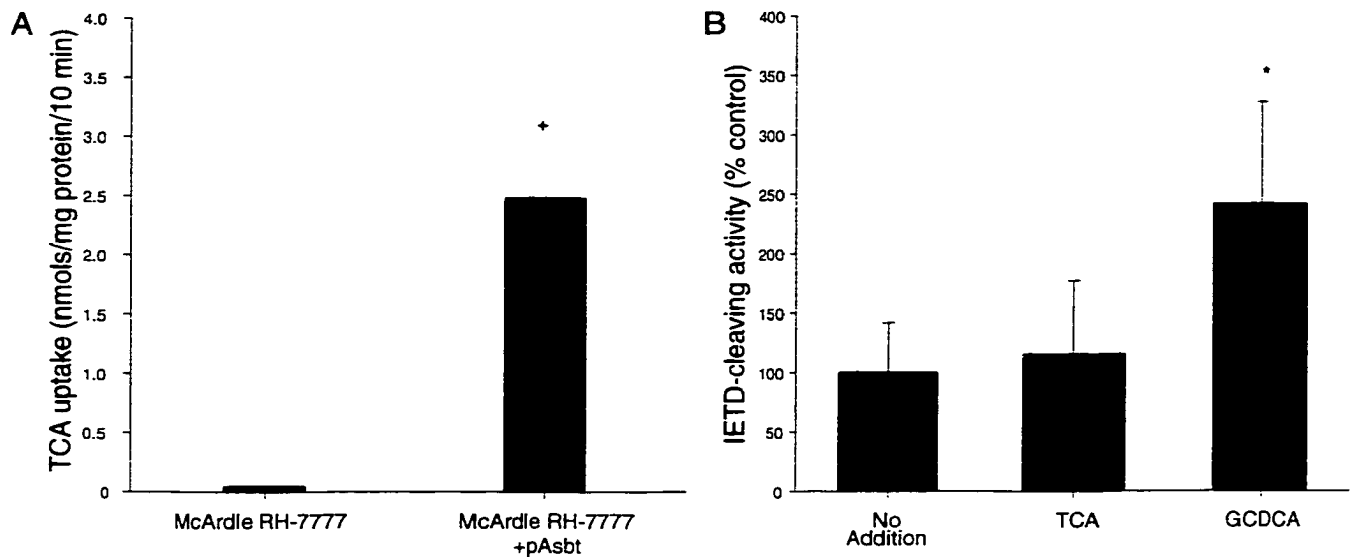 A
TCA uptake (nmols/mg protein/10 min)
4.0
3.5
3.0
2.5
2.0
1.5
1.0
0.5
0
+
McArdle RH-7777
McArdle RH-7777
+pAsbt
B
IETD-cleaving activity (% control)
400
350
300
250
200
150
100
50
0
*
No
Addition
TCA
GCDCA